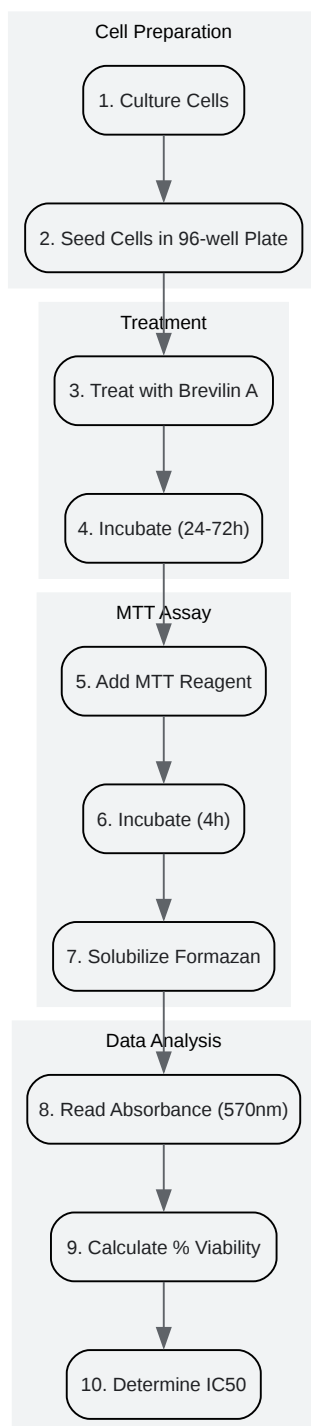 Cell Preparation
1. Culture Cells
2. Seed Cells in 96-well Plate
Treatment
3. Treat with Brevilin A
4. Incubate (24-72h)
MTT Assay
5. Add MTT Reagent
6. Incubate (4h)
7. Solubilize Formazan
Data Analysis
8. Read Absorbance (570nm)
9. Calculate % Viability
10. Determine IC50